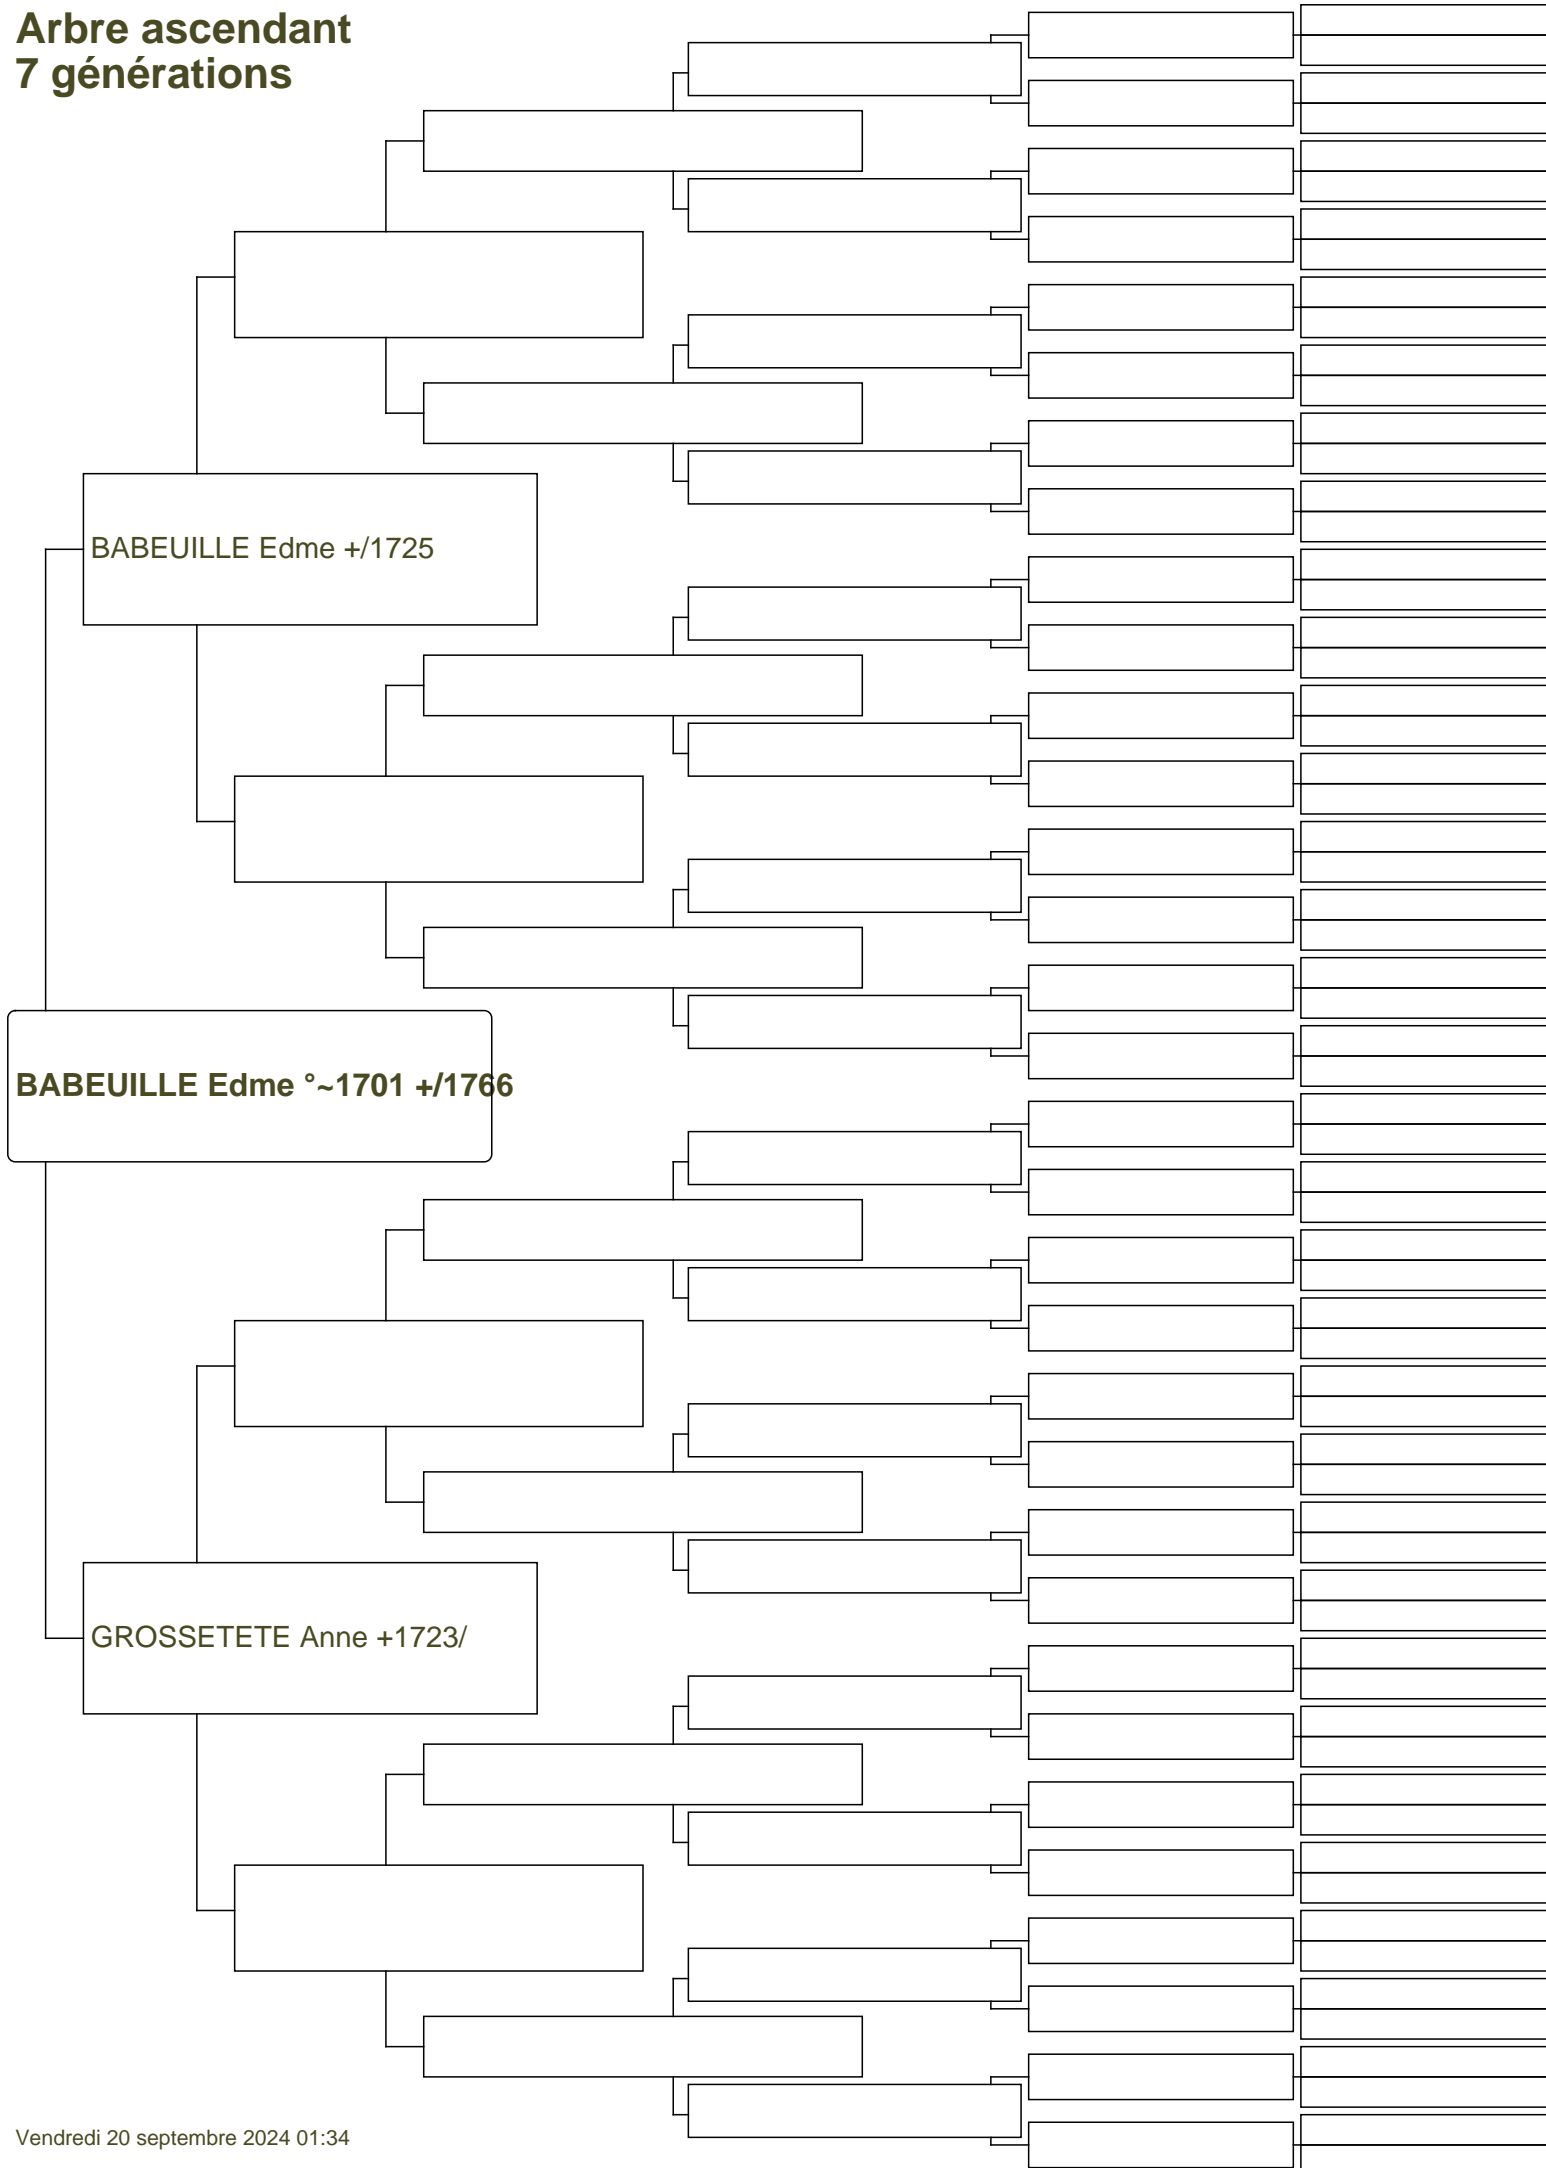 Arbre ascendant
7 générations
BABEUILLE Edme +/1725
BABEUILLE Edme °~1701 +/1766
GROSSETETE Anne +1723/
Vendredi 20 septembre 2024 01:34